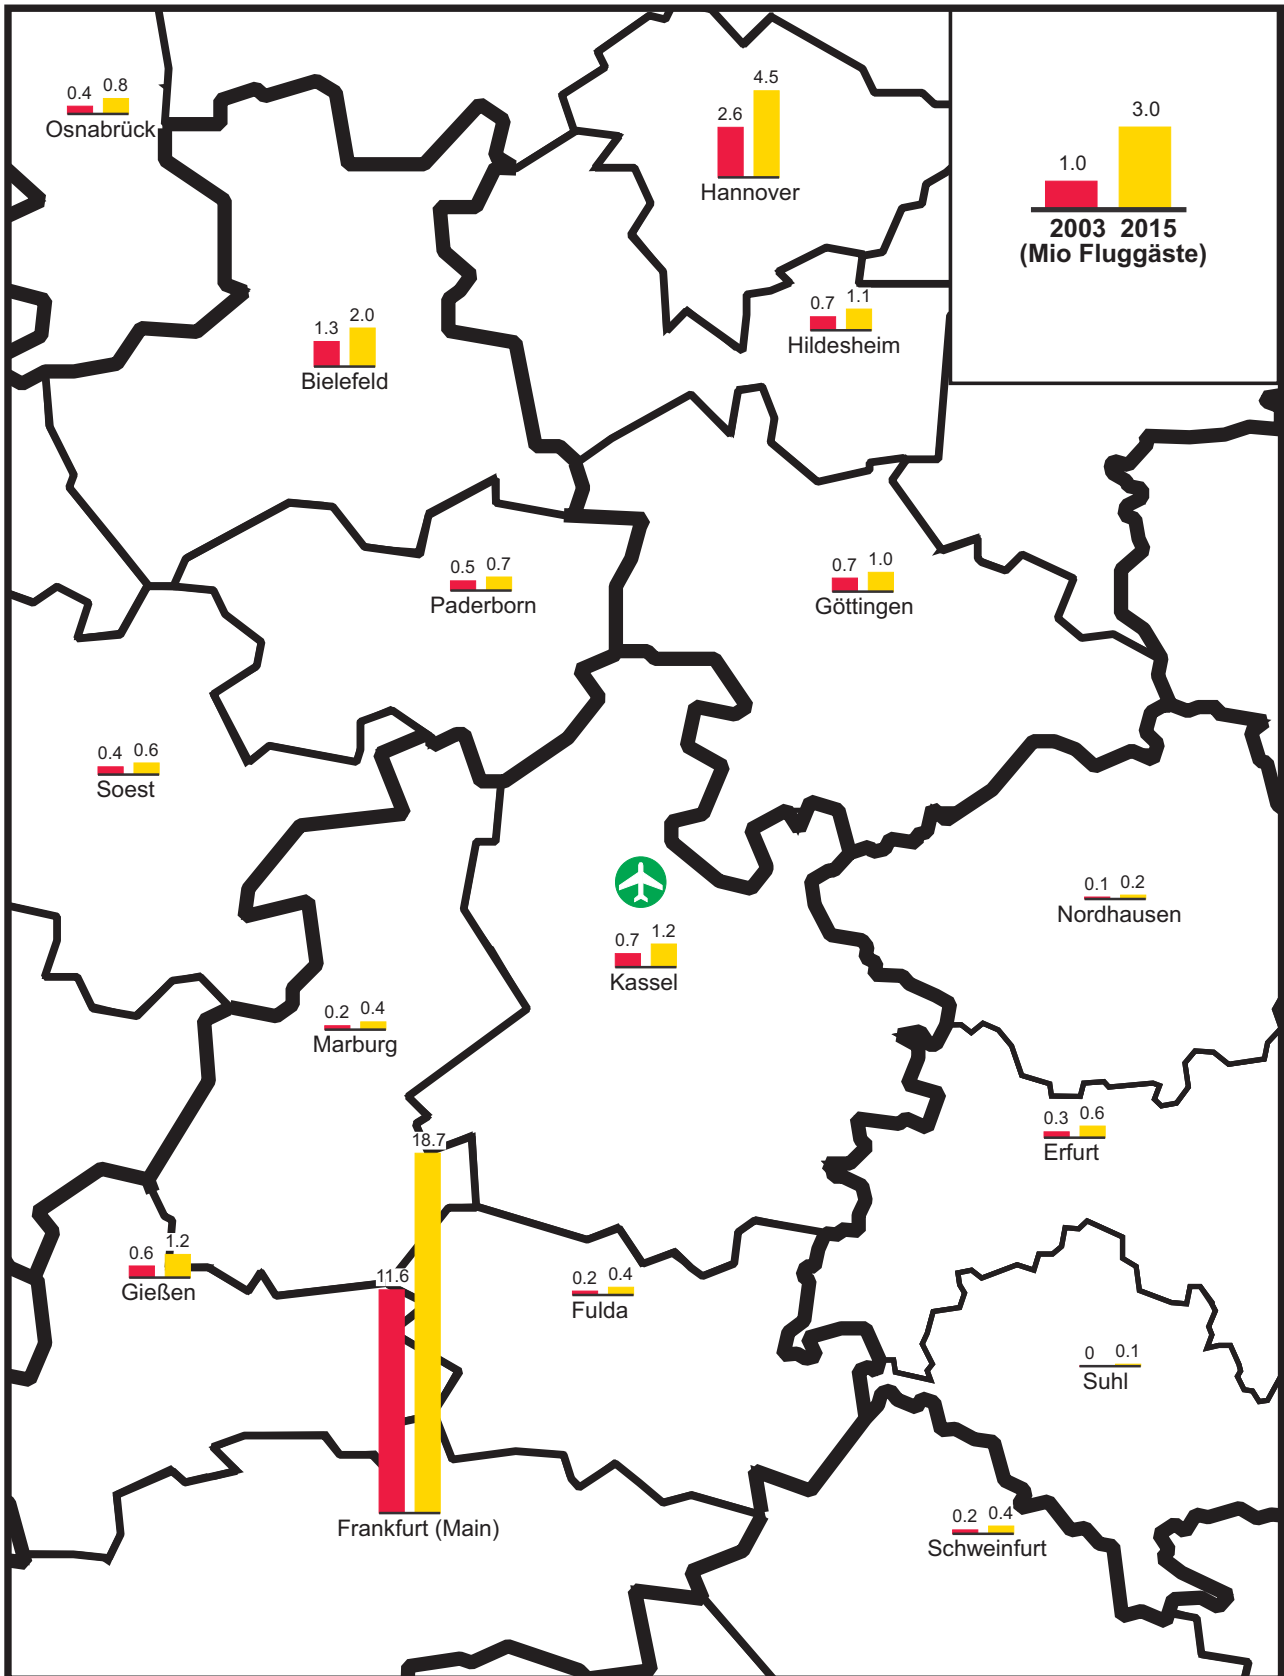 0.4 0.8
Osnabrück
2.6 4.5
Hannover
1.0 3.0
2003 2015
(Mio Fluggäste)
0.7 1.1
Hildesheim
1.3 2.0
Bielefeld
0.5 0.7
Paderborn
0.7 1.0
Göttingen
0.4 0.6
Soest
0.1 0.2
Nordhausen
0.7 1.2
Kassel
0.2 0.4
Marburg
0.3 0.6
Erfurt
0.6 1.2
Gießen
11.6 18.7
Frankfurt (Main)
0.2 0.4
Fulda
0 0.1
Suhl
0.2 0.4
Schweinfurt